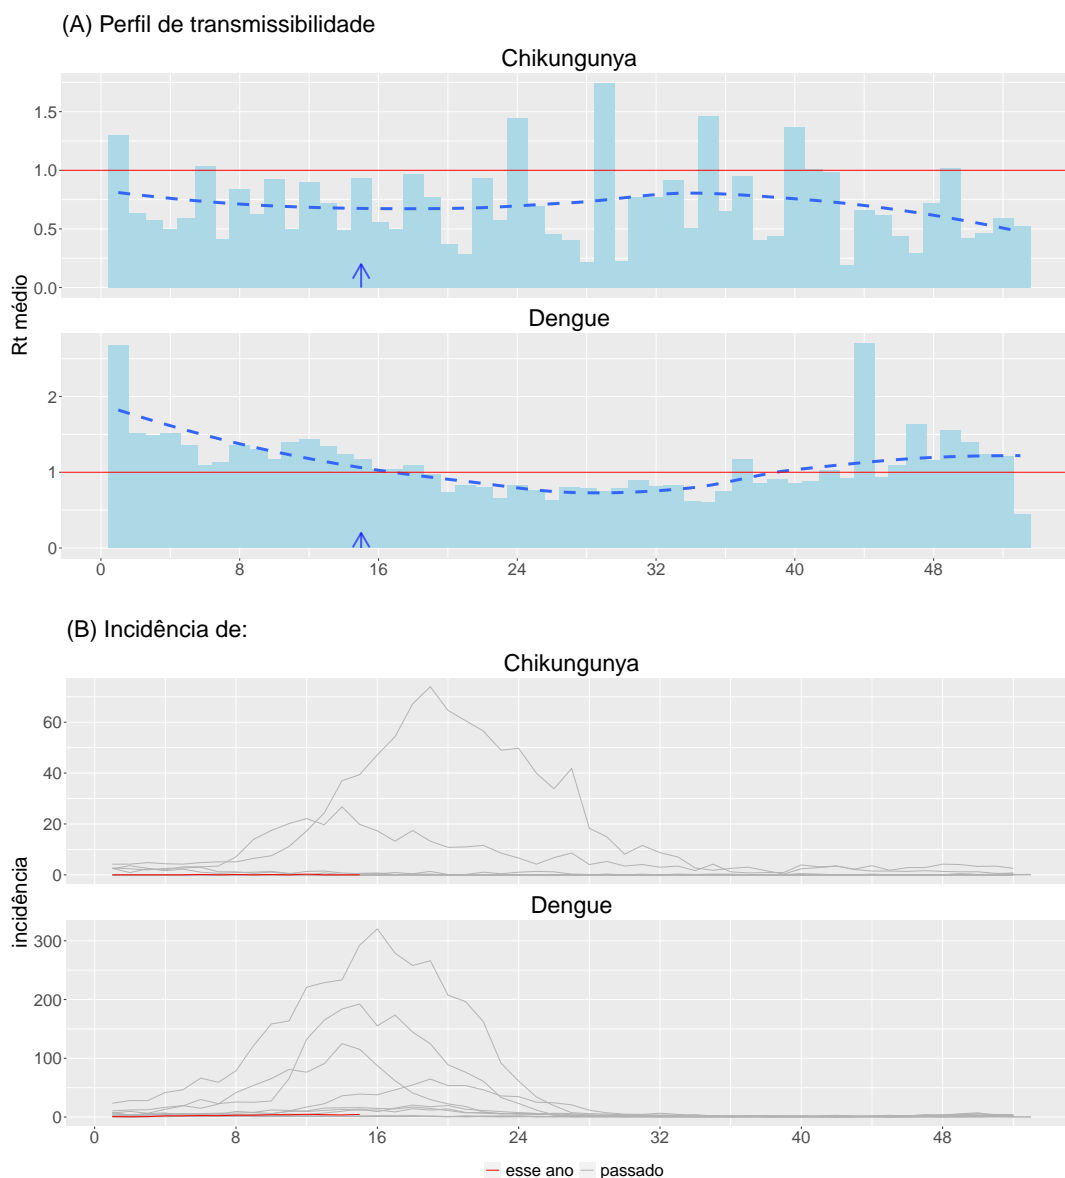 (A) Perfil de transmissibilidade
Chikungunya
1.5
1.0
0.5
0.0
Rt médio
Dengue
2
1
0
0 8 16 24 32 40 48
(B) Incidência de:
Chikungunya
60
40
20
0
incidência
Dengue
300
200
100
0
0 8 16 24 32 40 48
esse ano passado